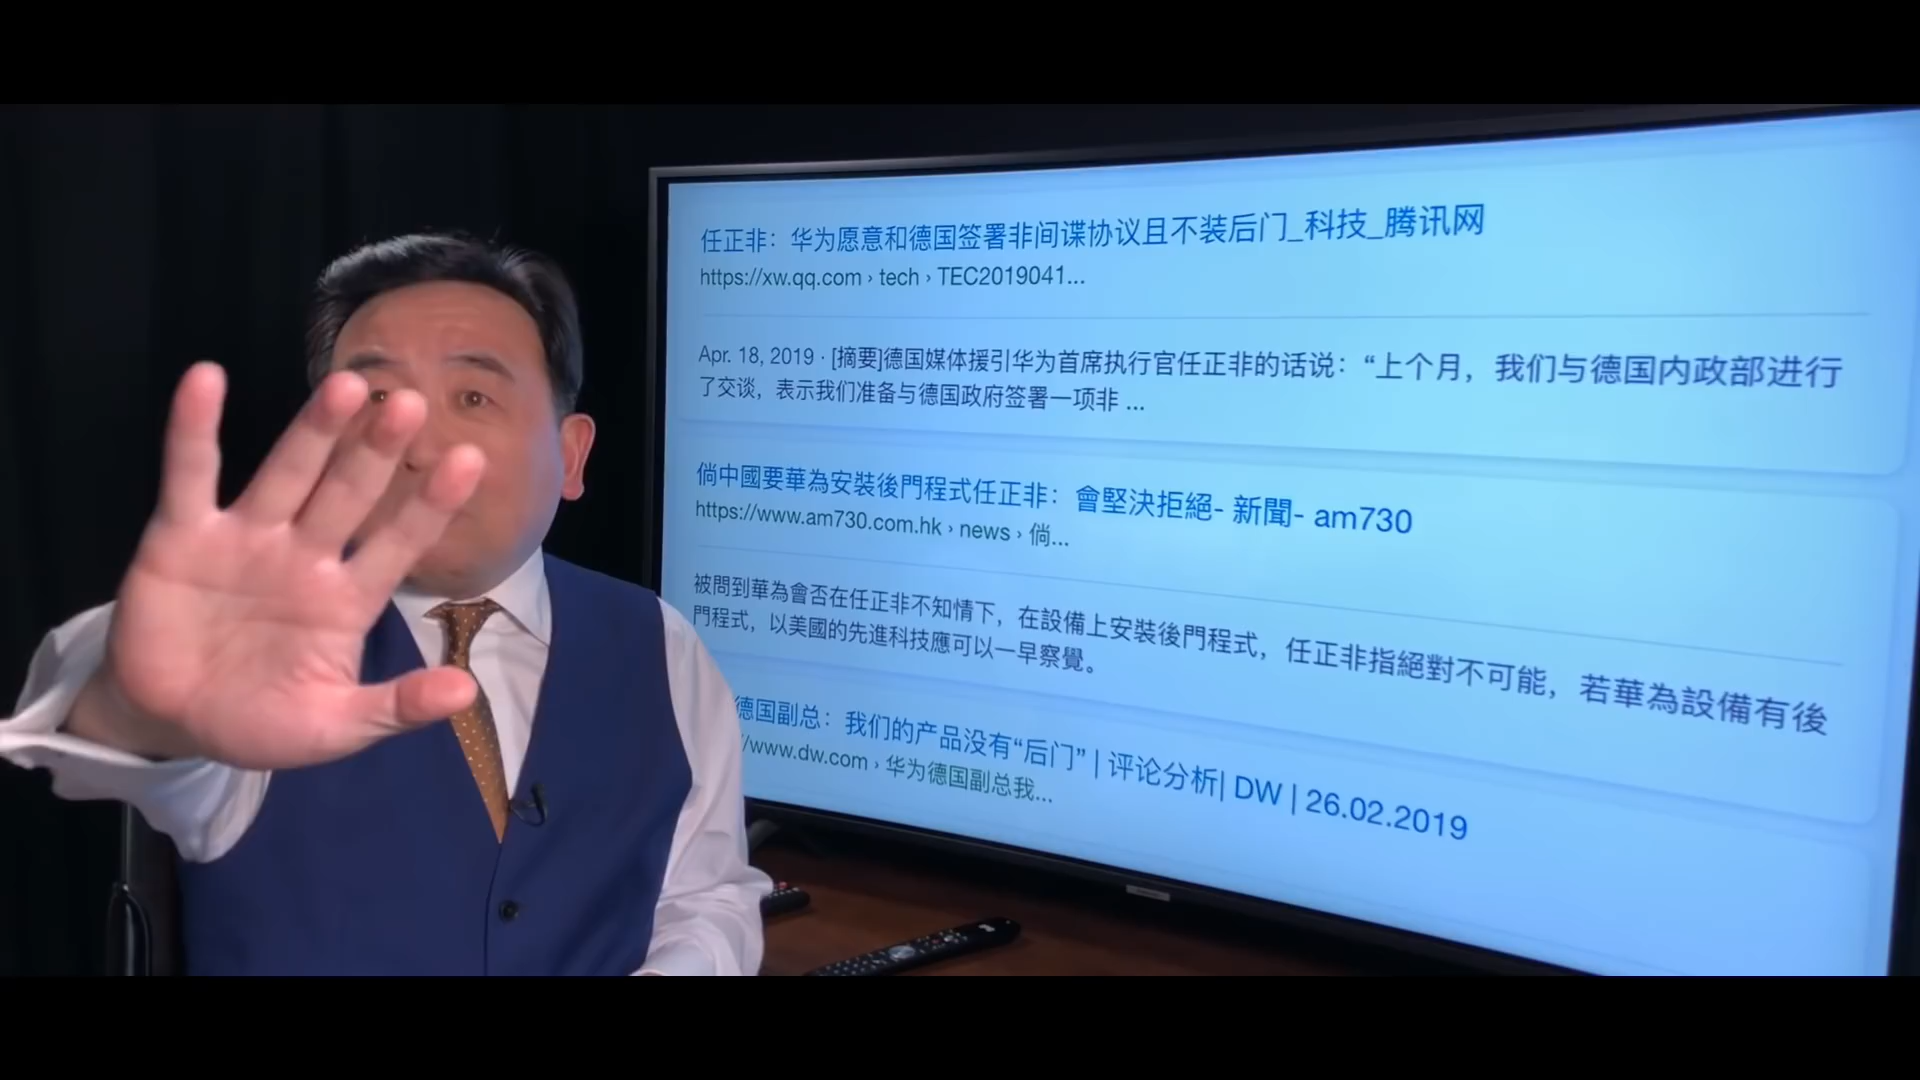 任正非：华为愿意和德国签署非间谍协议且不装后门_科技_腾讯网
https://xw.qq.com › tech › TEC2019041...
Apr. 18, 2019 · [摘要]德国媒体援引华为首席执行官任正非的话说：“上个月，我们与德国内政部进行
了交谈，表示我们准备与德国政府签署一项非 ...
倘中國要華為安裝後門程式任正非：會堅決拒絕- 新聞- am730
https://www.am730.com.hk › news › 倘...
被問到華為會否在任正非不知情下，在設備上安裝後門程式，任正非指絕對不可能，若華為設備有後
門程式，以美國的先進科技應可以一早察覺。
德国副总：我们的产品没有“后门” | 评论分析| DW | 26.02.2019
/www.dw.com › 华为德国副总我...